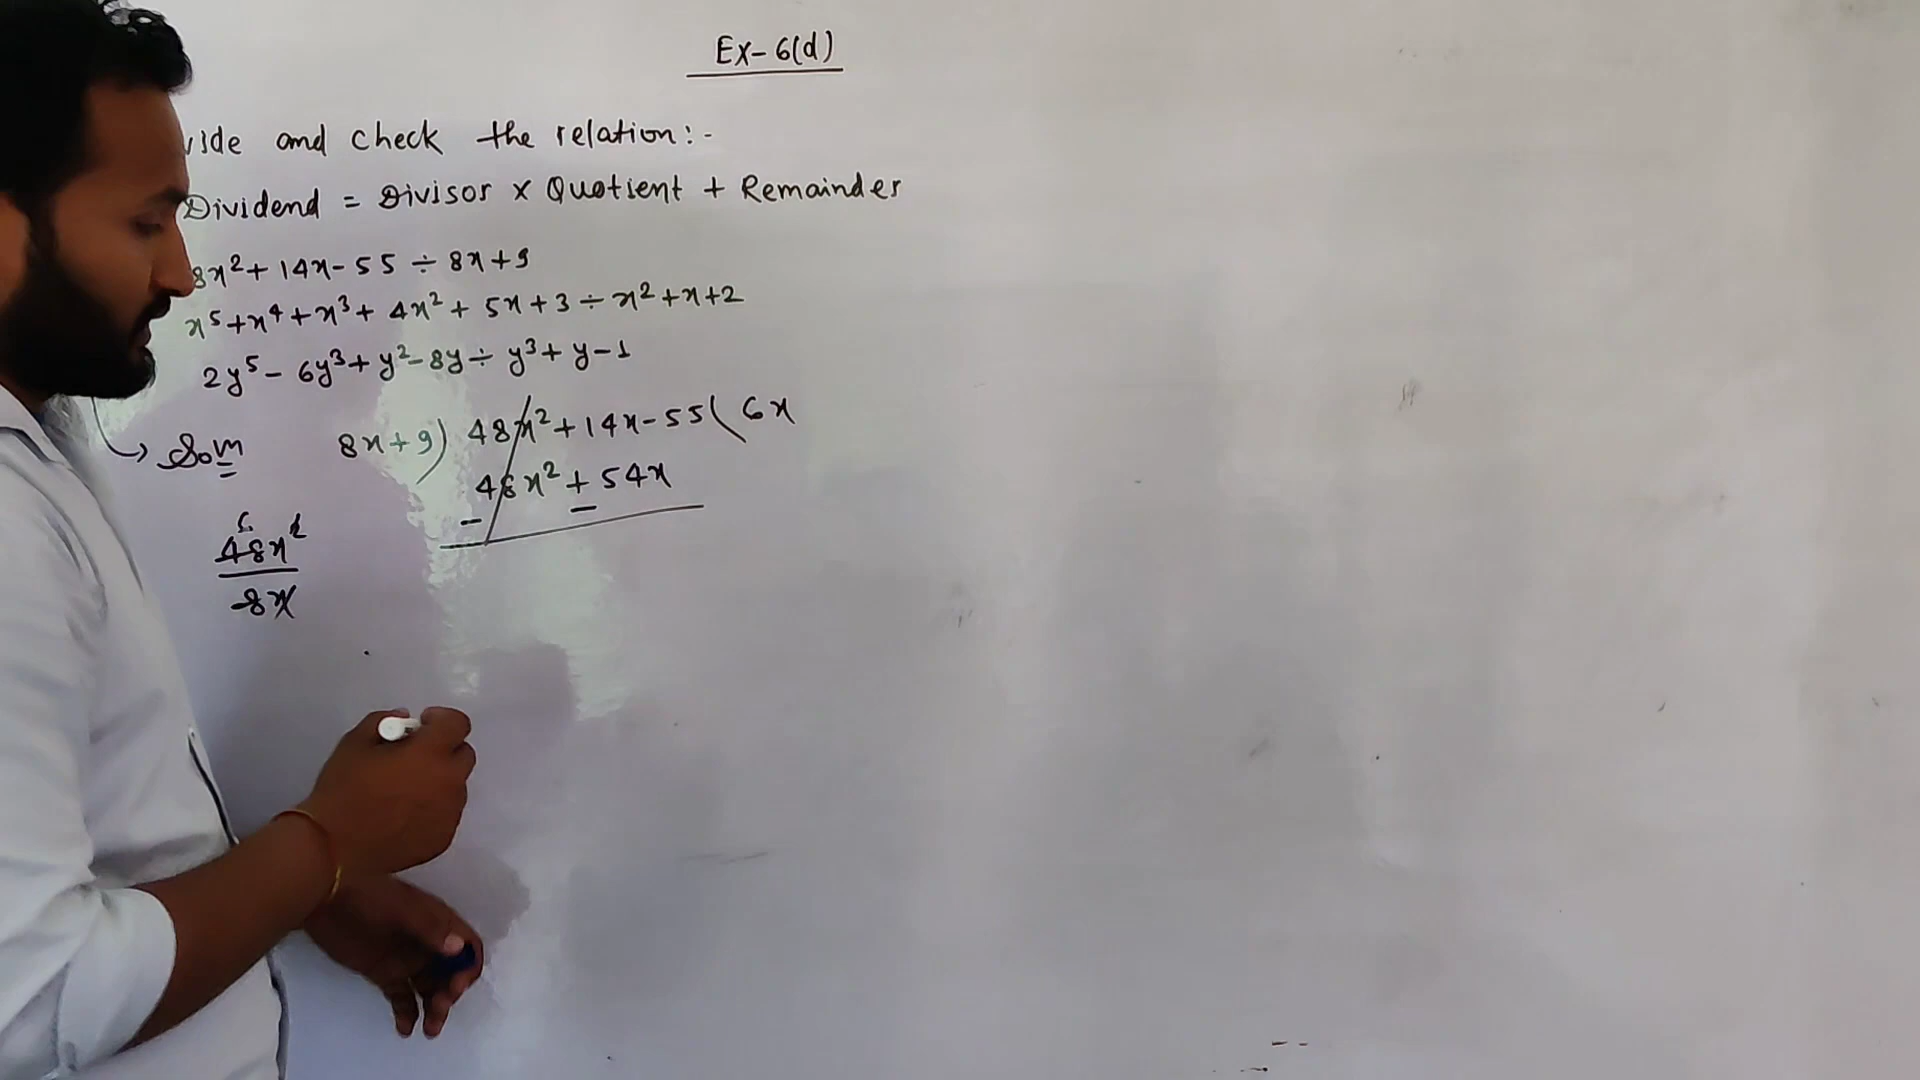 Ex-6(d)
vide and check the relation:-
Dividend = Divisor x Quotient + Remainder
8x²+14x-55 ÷ 8x+9
x⁵+x⁴+x³+4x²+5x+3 ÷ x²+x+2
2y⁵-6y³+y²-8y ÷ y³+y-1
→ Soln 8x+9) 48x²+14x-55( 6x
48x²+54x
- -
6
48x²
8x